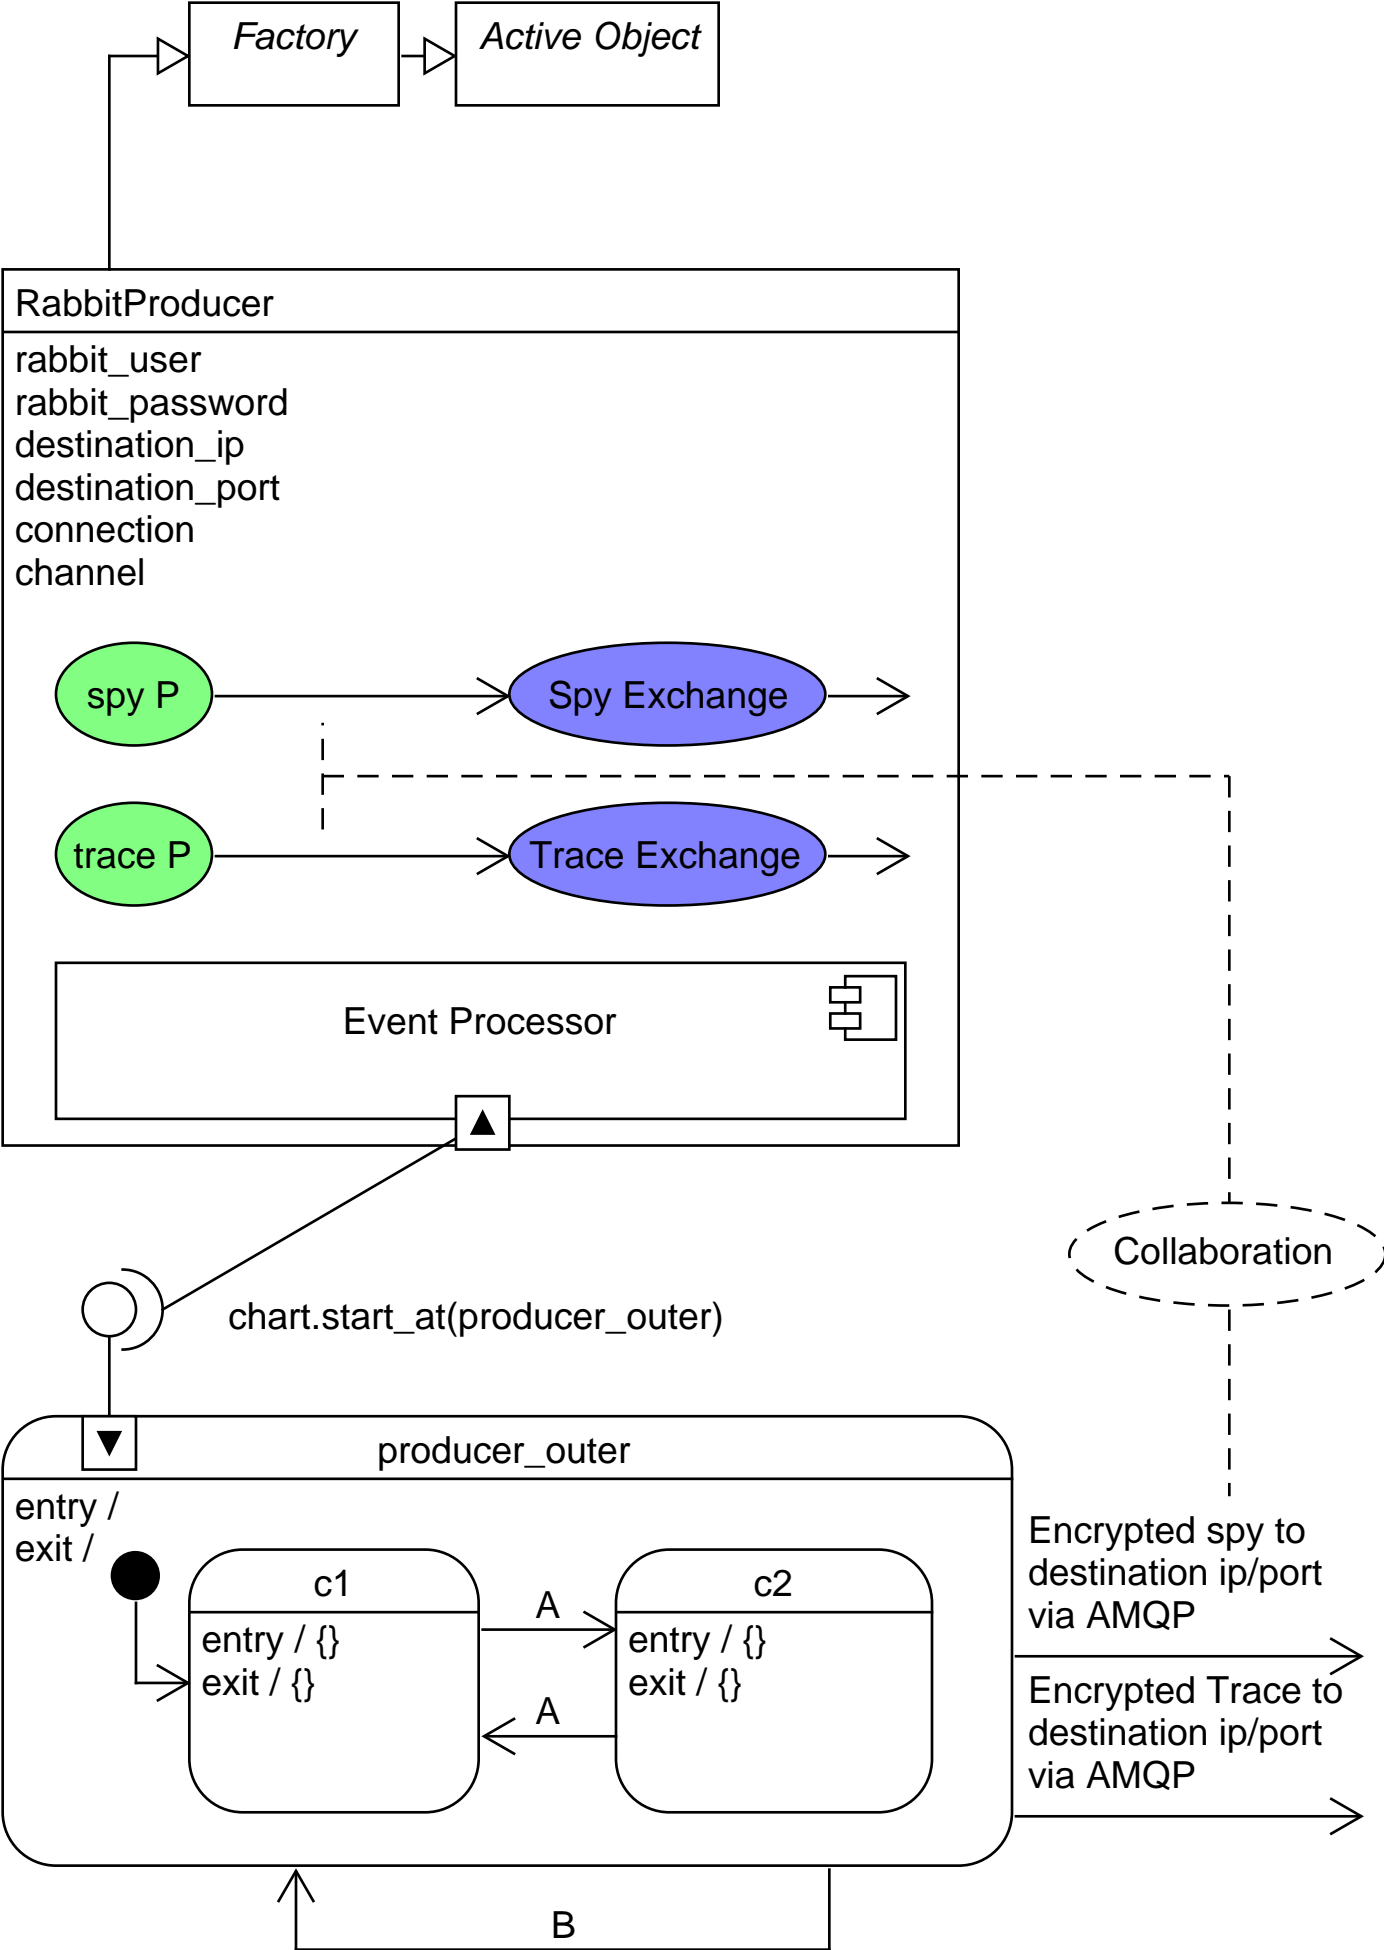 Factory
Active Object
RabbitProducer
rabbit_user
rabbit_password
destination_ip
destination_port
connection
channel
spy P
Spy Exchange
trace P
Trace Exchange
Event Processor
Collaboration
chart.start_at(producer_outer)
producer_outer
entry /
exit /
c1
entry / {}
exit / {}
A
A
c2
entry / {}
exit / {}
Encrypted spy to
destination ip/port
via AMQP
Encrypted Trace to
destination ip/port
via AMQP
B